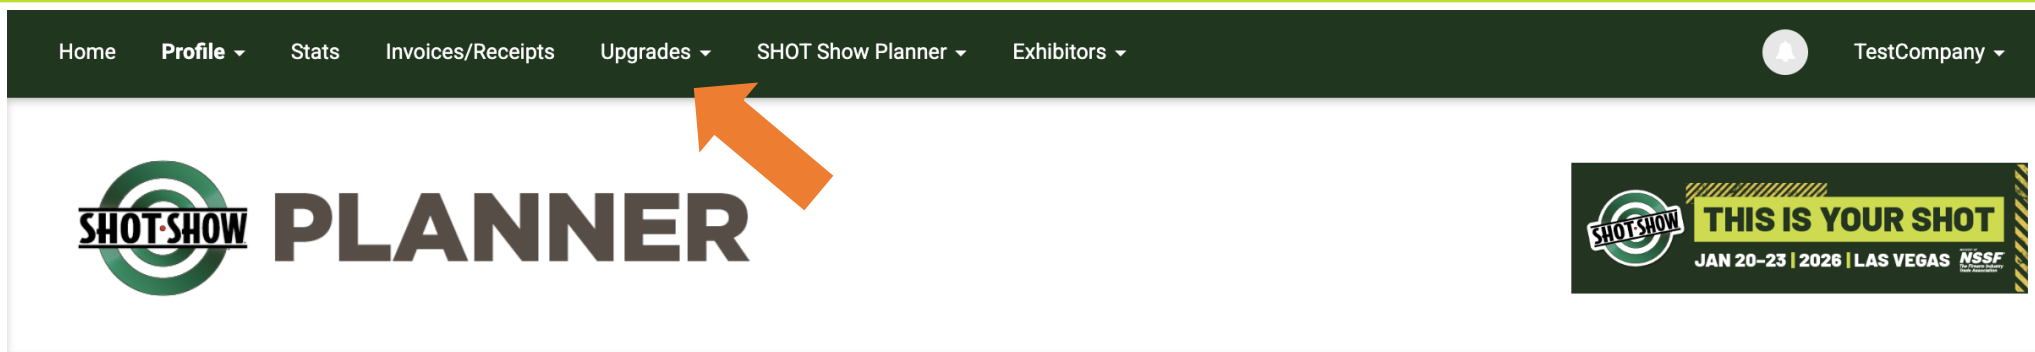 Home Profile Stats Invoices/Receipts Upgrades SHOT Show Planner Exhibitors TestCompany
SHOT SHOW PLANNER
SHOT SHOW
THIS IS YOUR SHOT
JAN 20-23 | 2026 | LAS VEGAS NSSF